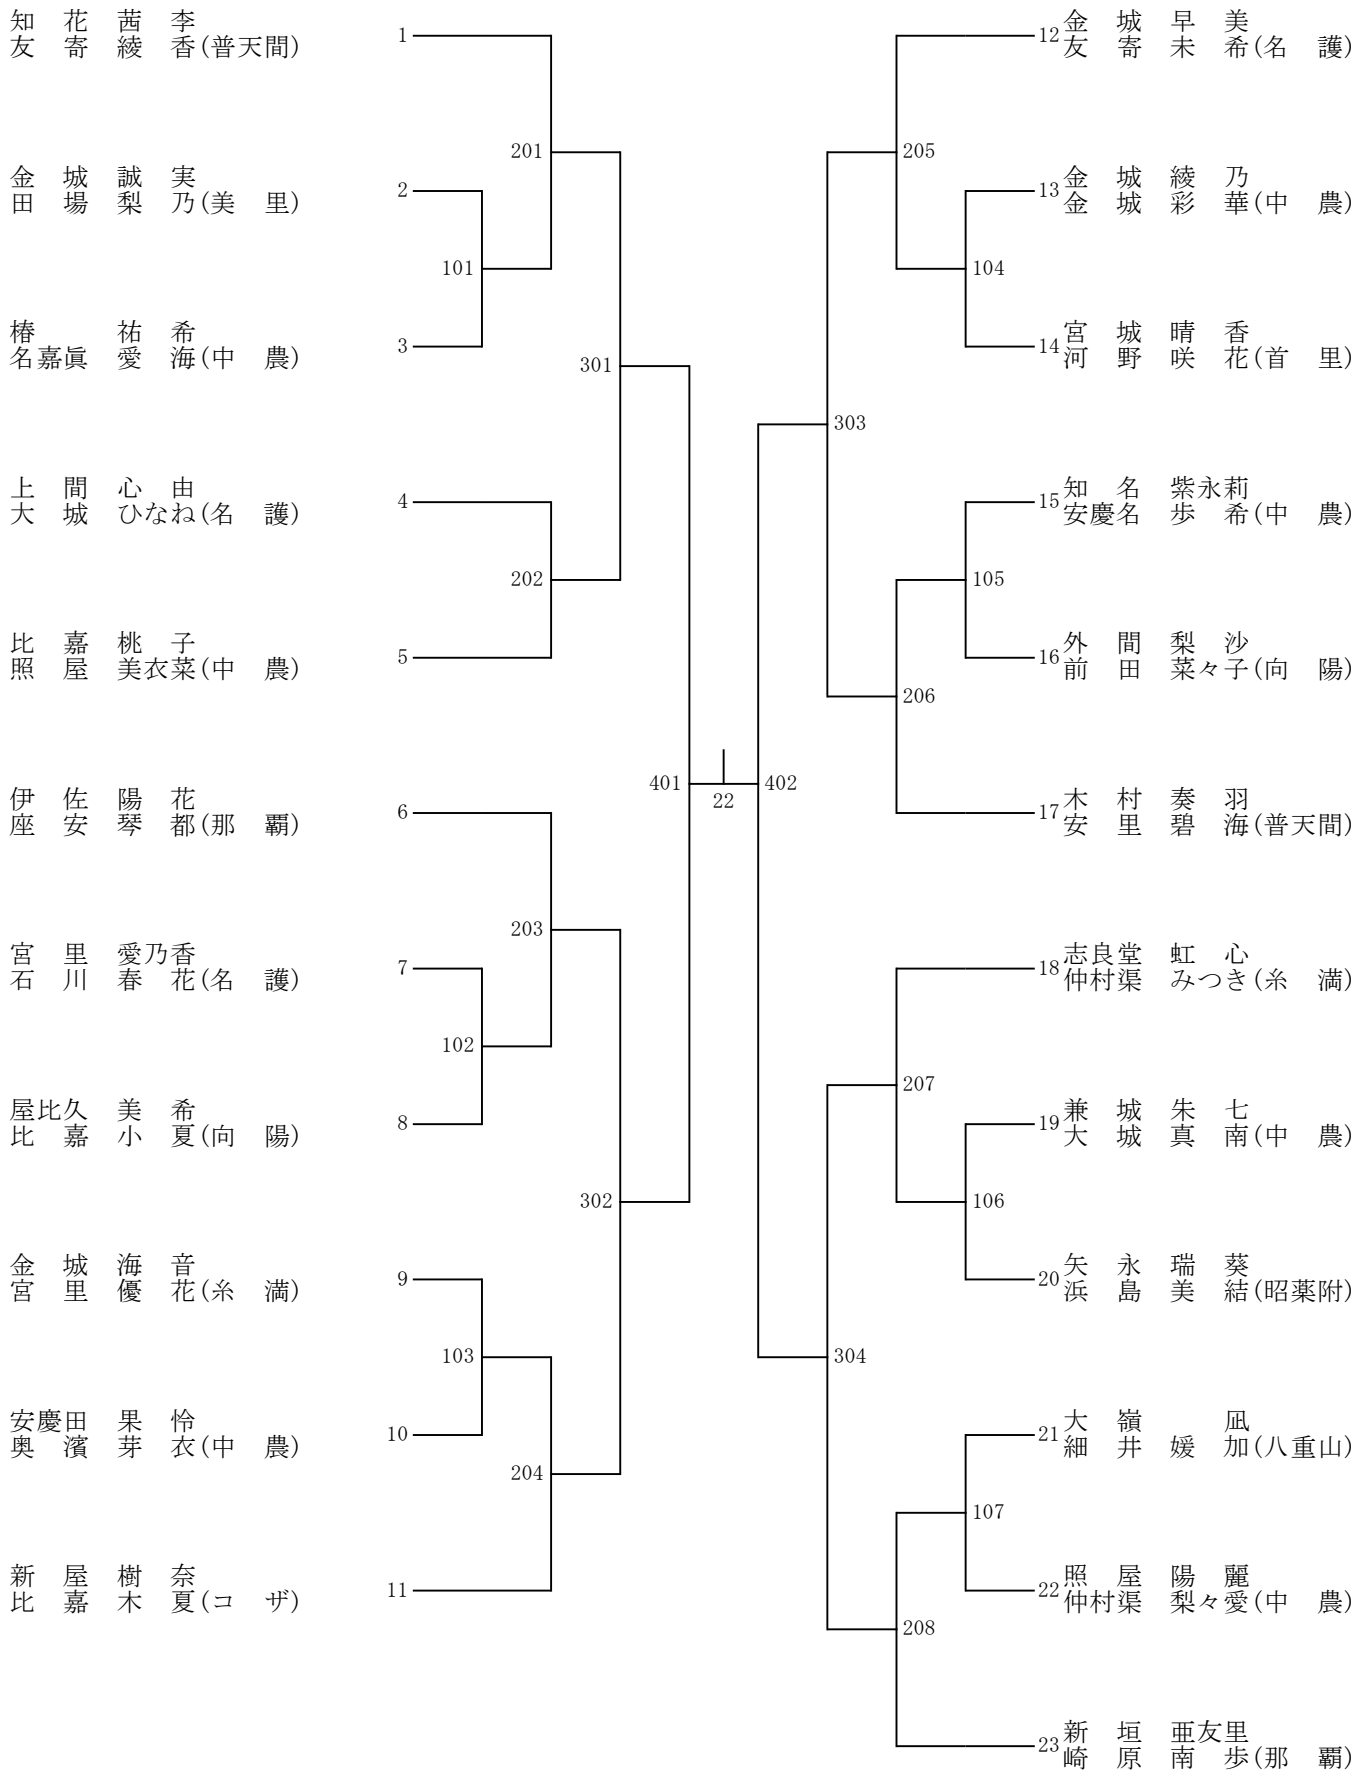 知　花　茜　李
友　寄　綾　香(普天間)
1
金　城　誠　実
田　場　梨　乃(美　里)
2
椿　　　祐　希
名嘉眞　愛　海(中　農)
3
上　間　心　由
大　城　ひなね(名　護)
4
比　嘉　桃　子
照　屋　美衣菜(中　農)
5
伊　佐　陽　花
座　安　琴　都(那　覇)
6
宮　里　愛乃香
石　川　春　花(名　護)
7
屋比久　美　希
比　嘉　小　夏(向　陽)
8
金　城　海　音
宮　里　優　花(糸　満)
9
安慶田　果　怜
奥　濱　芽　衣(中　農)
10
新　屋　樹　奈
比　嘉　木　夏(コ　ザ)
11
101
102
103
201
202
203
204
301
302
401
22
402
303
304
205
206
207
208
104
105
106
107
12
金　城　早　美
友　寄　未　希(名　護)
13
金　城　綾　乃
金　城　彩　華(中　農)
14
宮　城　晴　香
河　野　咲　花(首　里)
15
知　名　紫永莉
安慶名　歩　希(中　農)
16
外　間　梨　沙
前　田　菜々子(向　陽)
17
木　村　奏　羽
安　里　碧　海(普天間)
18
志良堂　虹　心
仲村渠　みつき(糸　満)
19
兼　城　朱　七
大　城　真　南(中　農)
20
矢　永　瑞　葵
浜　島　美　結(昭薬附)
21
大　嶺　　　凪
細　井　媛　加(八重山)
22
照　屋　陽　麗
仲村渠　梨々愛(中　農)
23
新　垣　亜友里
崎　原　南　歩(那　覇)